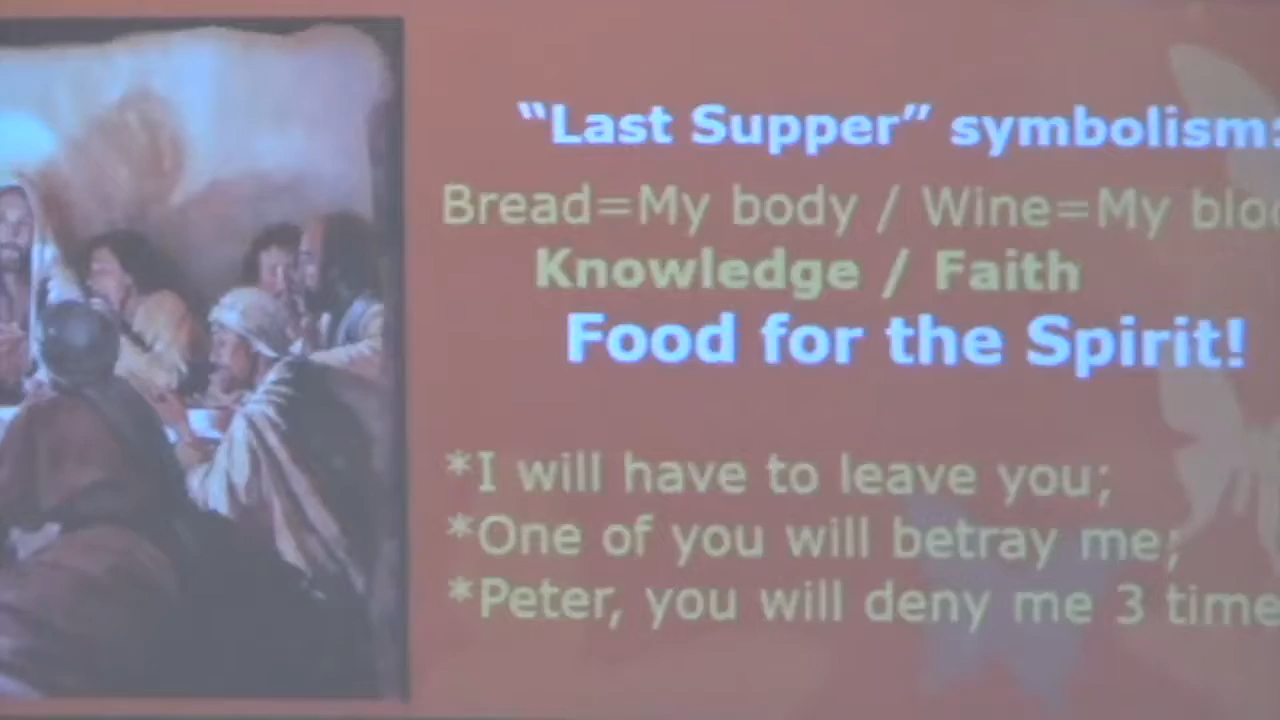 “Last Supper” symbolism:
Bread=My body / Wine=My
Knowledge / Faith
Food for the Spirit!
*I will have to leave you;
*One of you will betray me;
*Peter, you will deny me 3 time